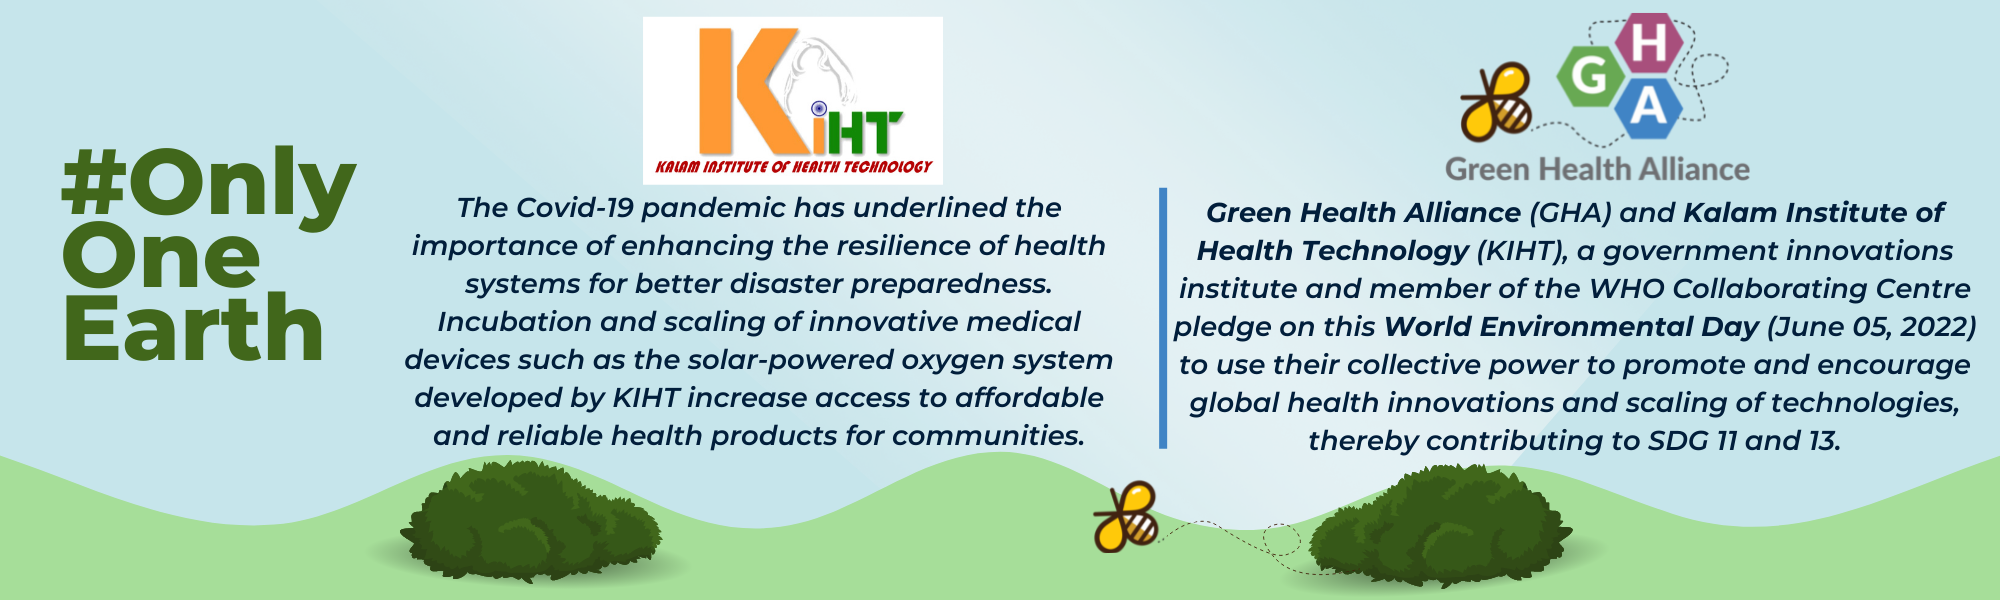 #Only
One
Earth
KiHT
KALAM INSTITUTE OF HEALTH TECHNOLOGY
The Covid-19 pandemic has underlined the
importance of enhancing the resilience of health
systems for better disaster preparedness.
Incubation and scaling of innovative medical
devices such as the solar-powered oxygen system
developed by KIHT increase access to affordable
and reliable health products for communities.
G H A
Green Health Alliance
Green Health Alliance (GHA) and Kalam Institute of
Health Technology (KIHT), a government innovations
institute and member of the WHO Collaborating Centre
pledge on this World Environmental Day (June 05, 2022)
to use their collective power to promote and encourage
global health innovations and scaling of technologies,
thereby contributing to SDG 11 and 13.